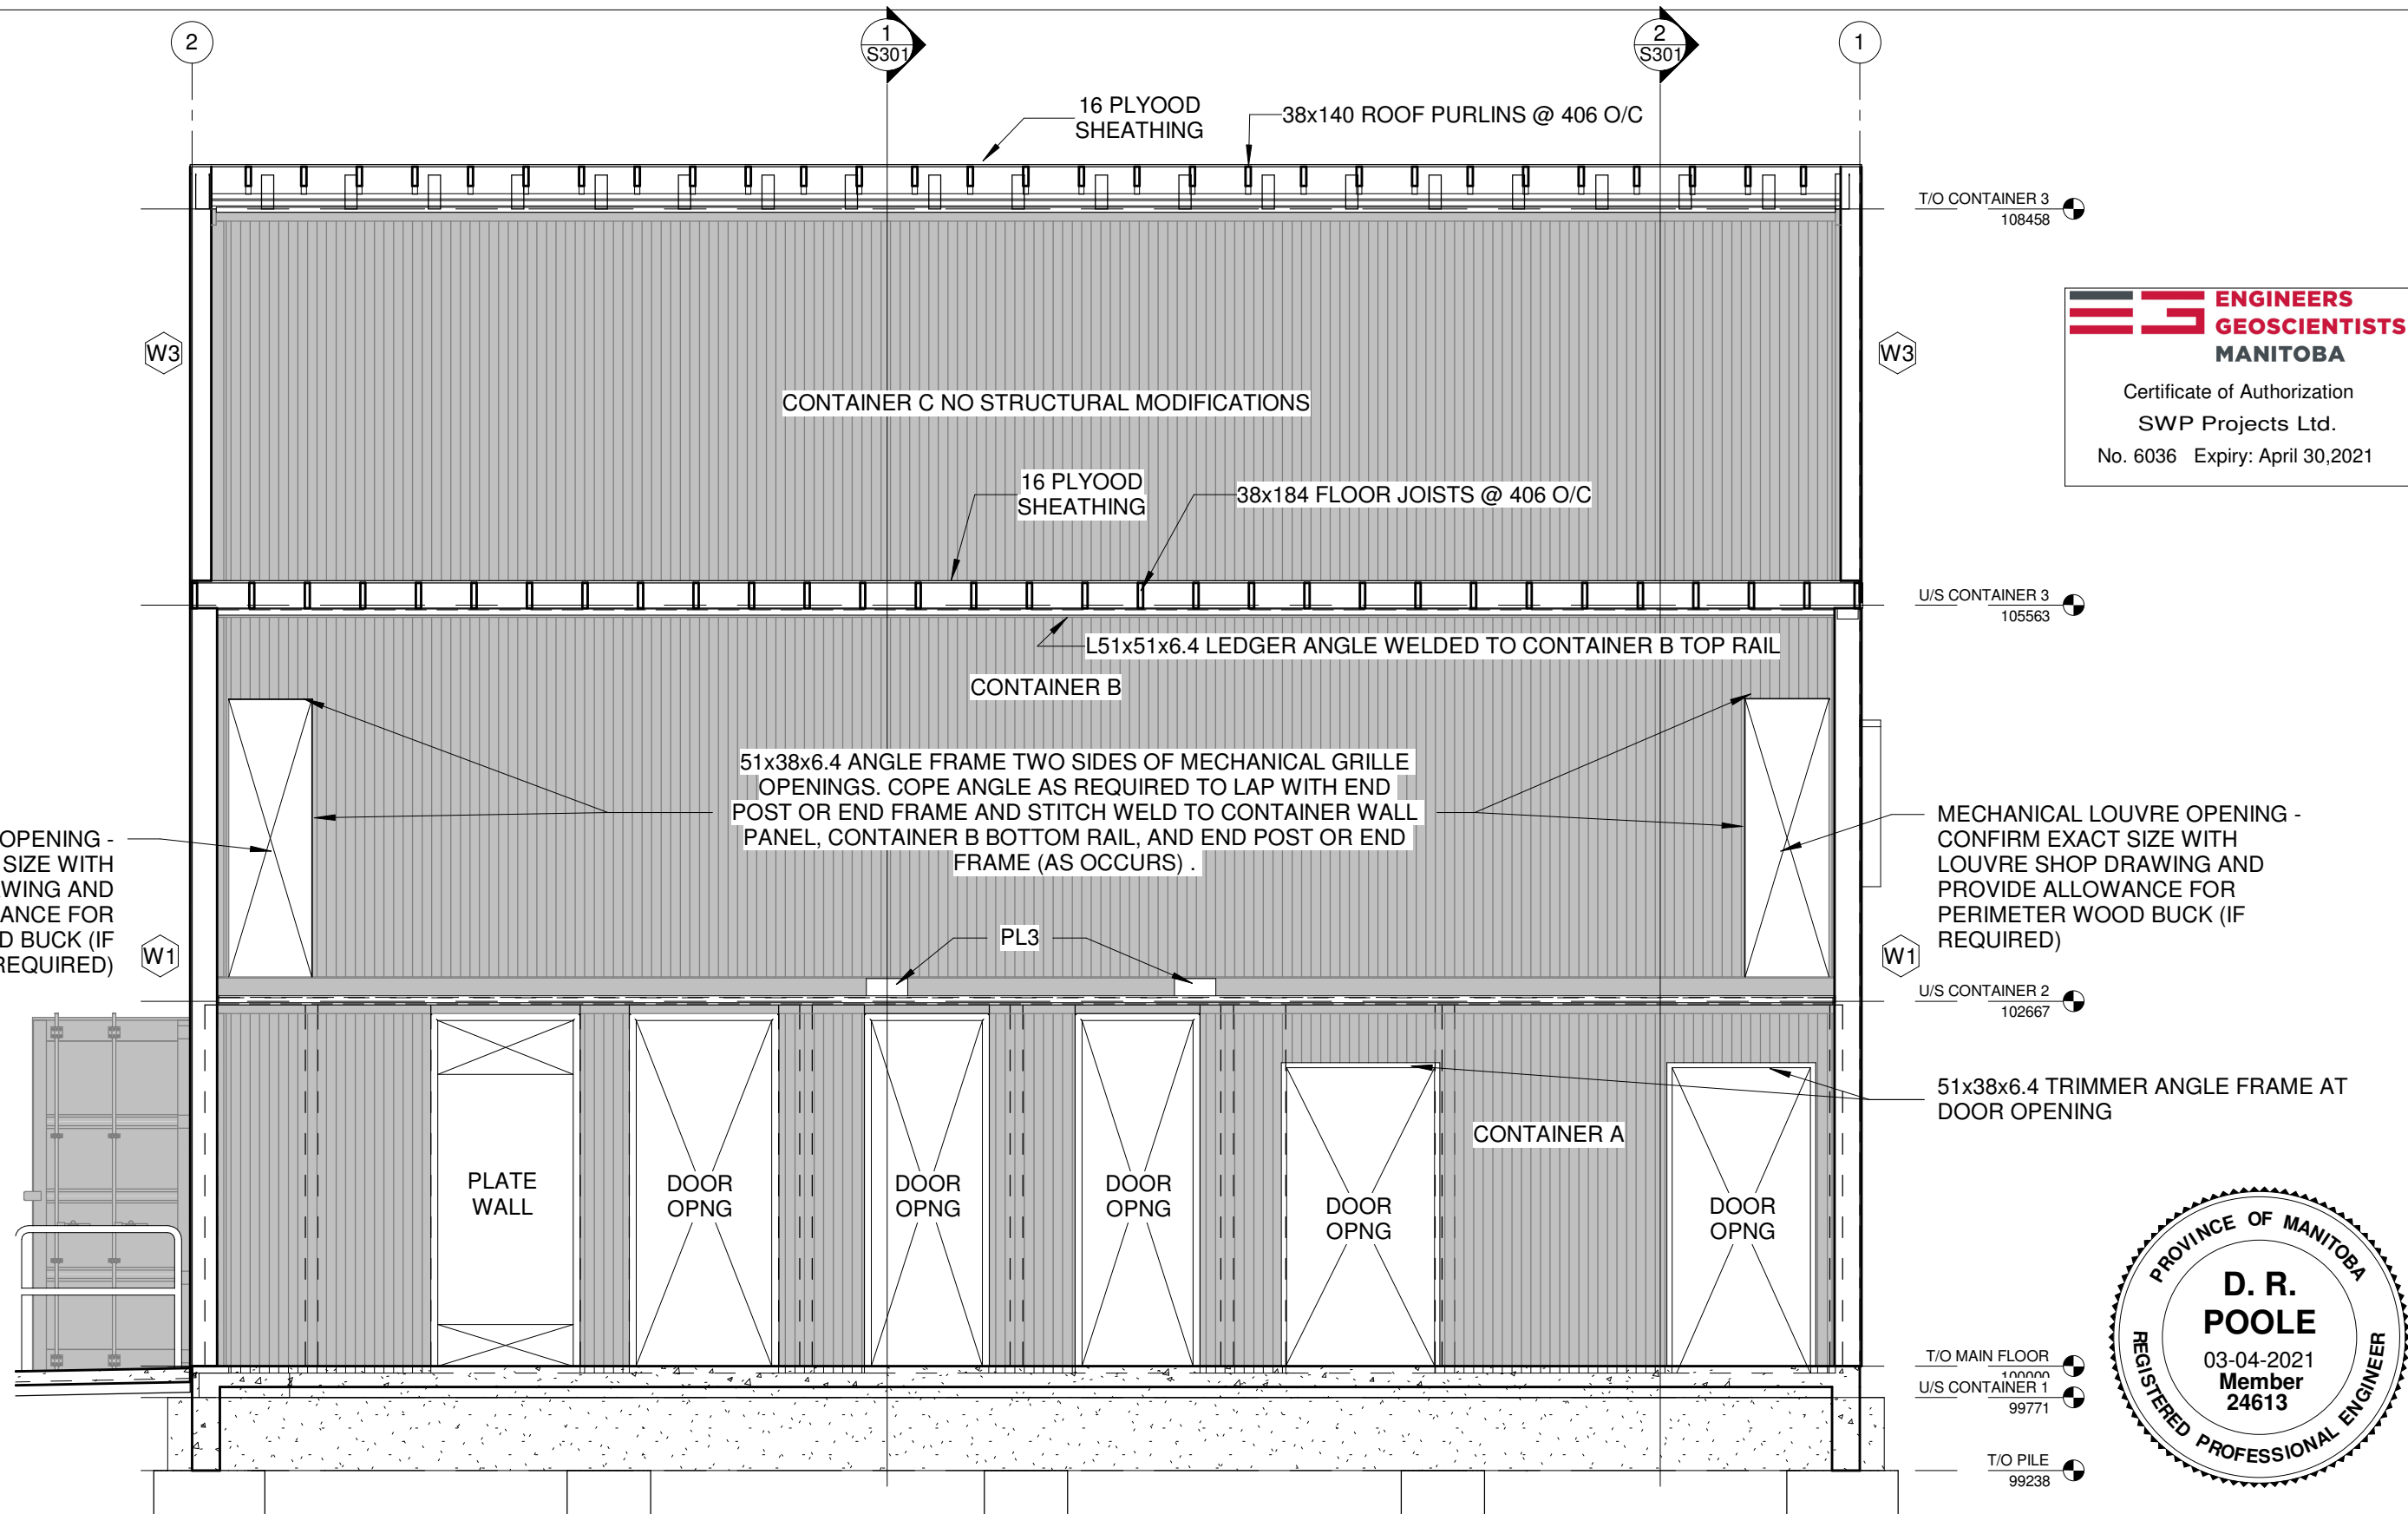 2
1
S301
2
S301
1
16 PLYOOD
SHEATHING
38x140 ROOF PURLINS @ 406 O/C
T/O CONTAINER 3
108458
ENGINEERS
GEOSCIENTISTS
MANITOBA
Certificate of Authorization
SWP Projects Ltd.
No. 6036 Expiry: April 30,2021
W3
W3
CONTAINER C NO STRUCTURAL MODIFICATIONS
16 PLYOOD
SHEATHING
38x184 FLOOR JOISTS @ 406 O/C
U/S CONTAINER 3
105563
L51x51x6.4 LEDGER ANGLE WELDED TO CONTAINER B TOP RAIL
CONTAINER B
51x38x6.4 ANGLE FRAME TWO SIDES OF MECHANICAL GRILLE
OPENINGS. COPE ANGLE AS REQUIRED TO LAP WITH END
POST OR END FRAME AND STITCH WELD TO CONTAINER WALL
PANEL, CONTAINER B BOTTOM RAIL, AND END POST OR END
FRAME (AS OCCURS) .
OPENING -
SIZE WITH
AWING AND
ANCE FOR
D BUCK (IF
REQUIRED)
MECHANICAL LOUVRE OPENING -
CONFIRM EXACT SIZE WITH
LOUVRE SHOP DRAWING AND
PROVIDE ALLOWANCE FOR
PERIMETER WOOD BUCK (IF
REQUIRED)
W1
PL3
W1
U/S CONTAINER 2
102667
51x38x6.4 TRIMMER ANGLE FRAME AT
DOOR OPENING
CONTAINER A
PLATE
WALL
DOOR
OPNG
DOOR
OPNG
DOOR
OPNG
DOOR
OPNG
DOOR
OPNG
T/O MAIN FLOOR
100000
U/S CONTAINER 1
99771
T/O PILE
99238
PROVINCE OF MANITOBA
D. R.
POOLE
03-04-2021
Member
24613
REGISTERED PROFESSIONAL ENGINEER